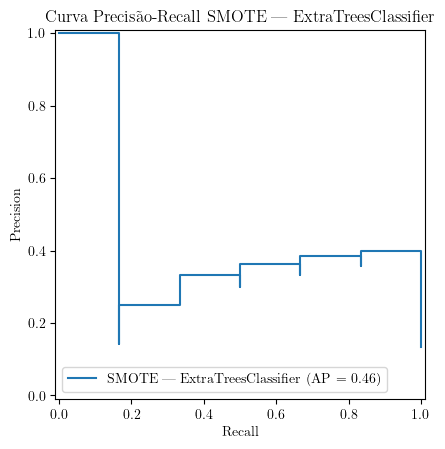 Curva Precisão-Recall SMOTE — ExtraTreesClassifier
1.0
0.8
0.6
0.4
0.2
0.0
Precision
SMOTE — ExtraTreesClassifier (AP = 0.46)
0.0 0.2 0.4 0.6 0.8 1.0
Recall